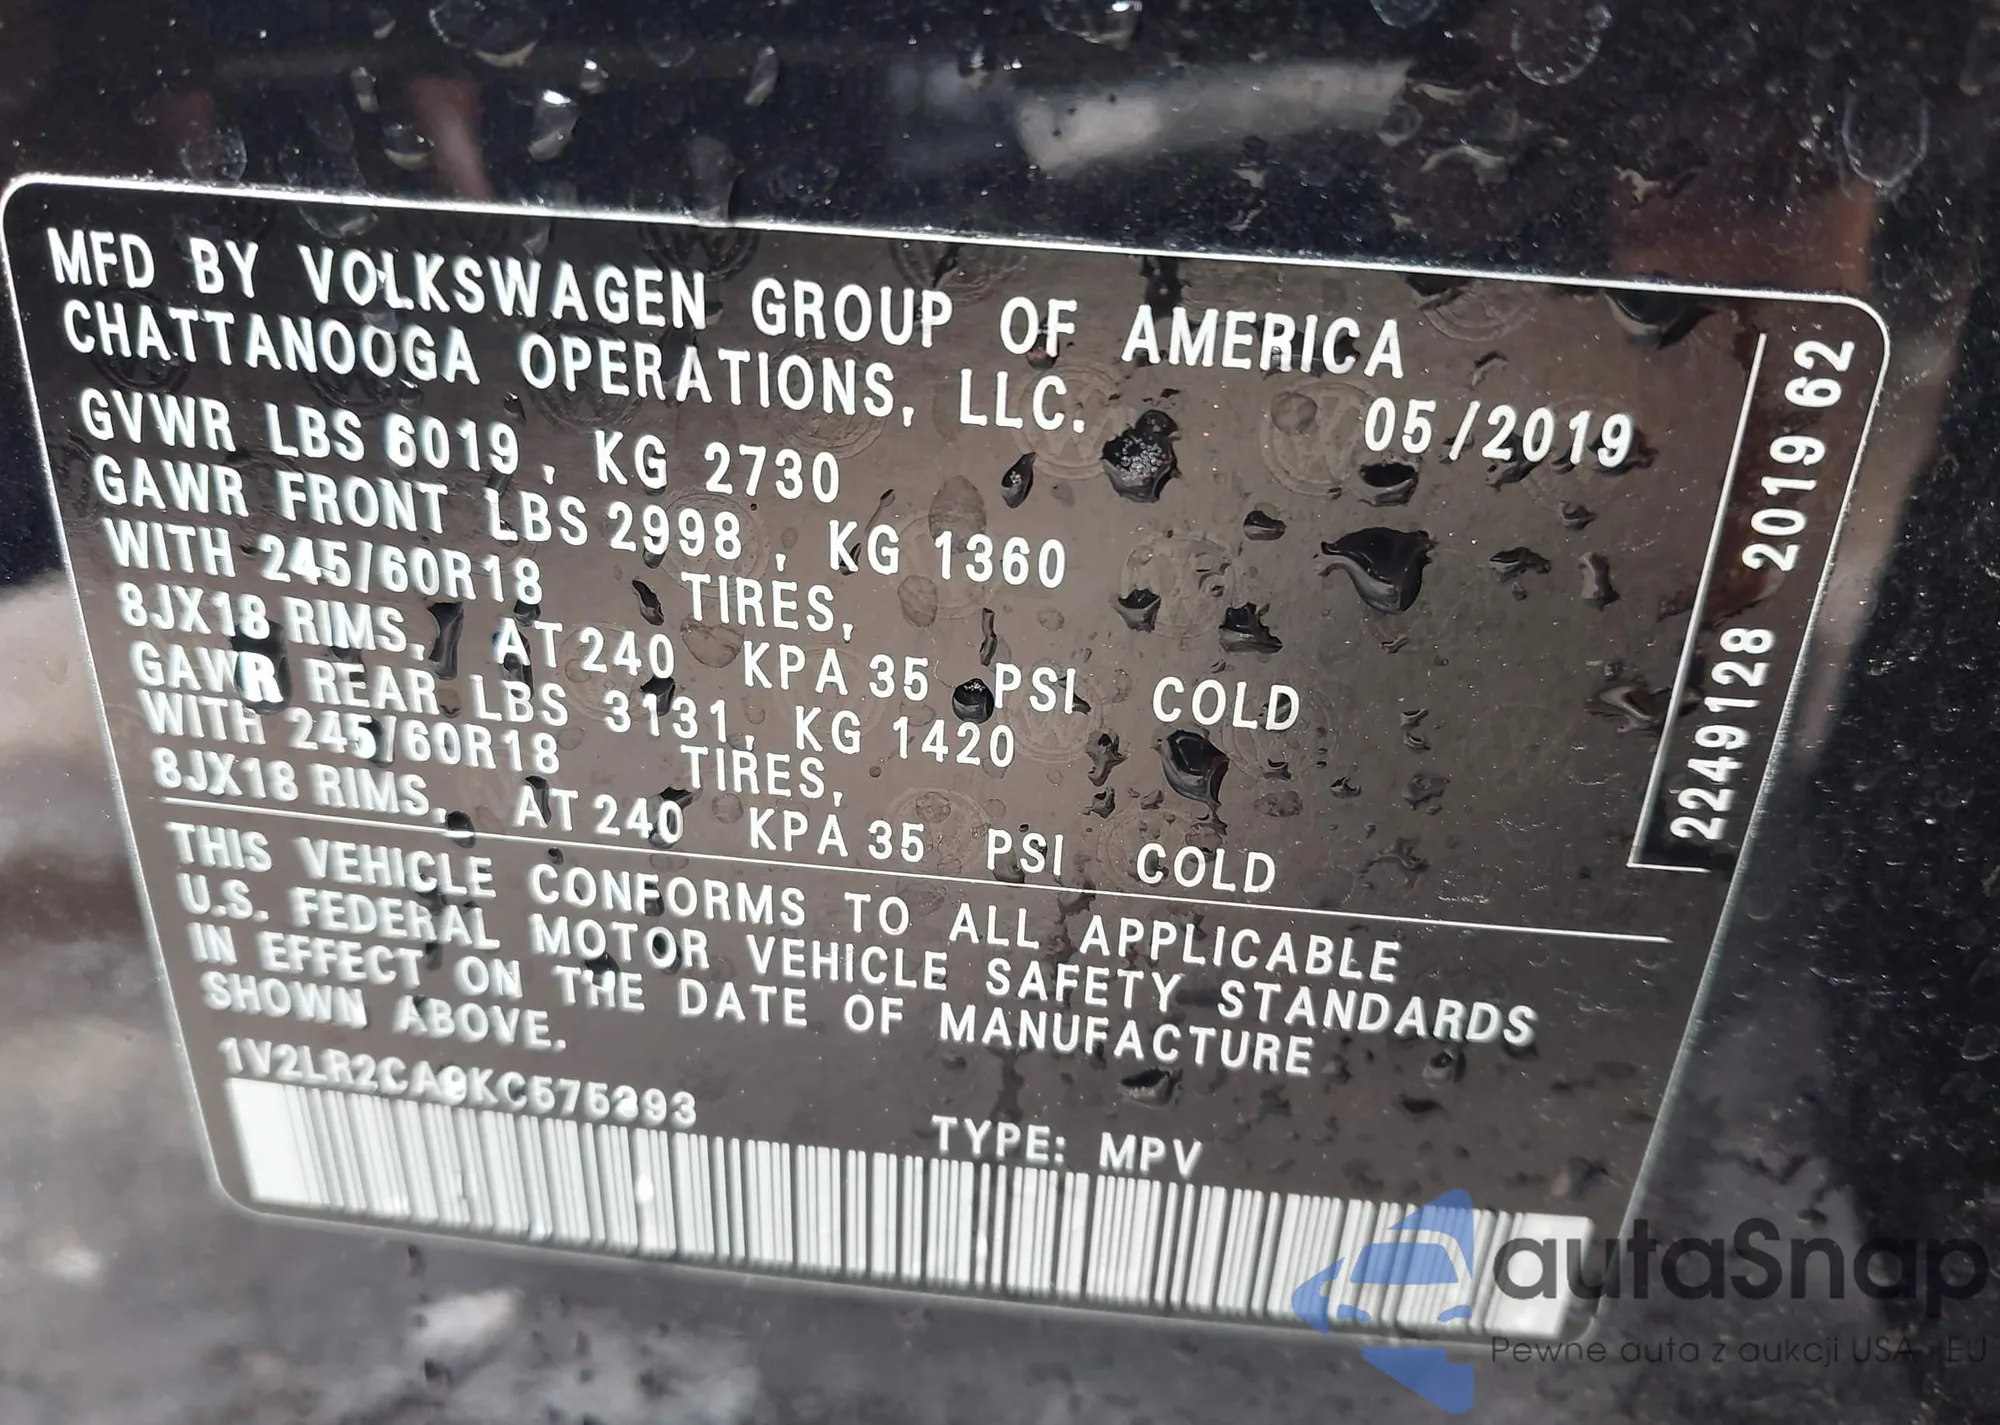 MFD BY VOLKSWAGEN GROUP OF AMERICA
CHATTANOOGA OPERATIONS, LLC.
05/2019
GVWR LBS 6019, KG 2730
GAWR FRONT LBS 2998, KG 1360
WITH 245/60R18 TIRES,
8JX18 RIMS, AT 240 KPA 35 PSI COLD
GAWR REAR LBS 3131, KG 1420
WITH 245/60R18 TIRES,
8JX18 RIMS, AT 240 KPA 35 PSI COLD
THIS VEHICLE CONFORMS TO ALL APPLICABLE
U.S. FEDERAL MOTOR VEHICLE SAFETY STANDARDS
IN EFFECT ON THE DATE OF MANUFACTURE
SHOWN ABOVE.
1V2LR2CA9KC575393
TYPE: MPV
2249128 2019 62
autaSnap
Pewne auta z aukcji USA i EU